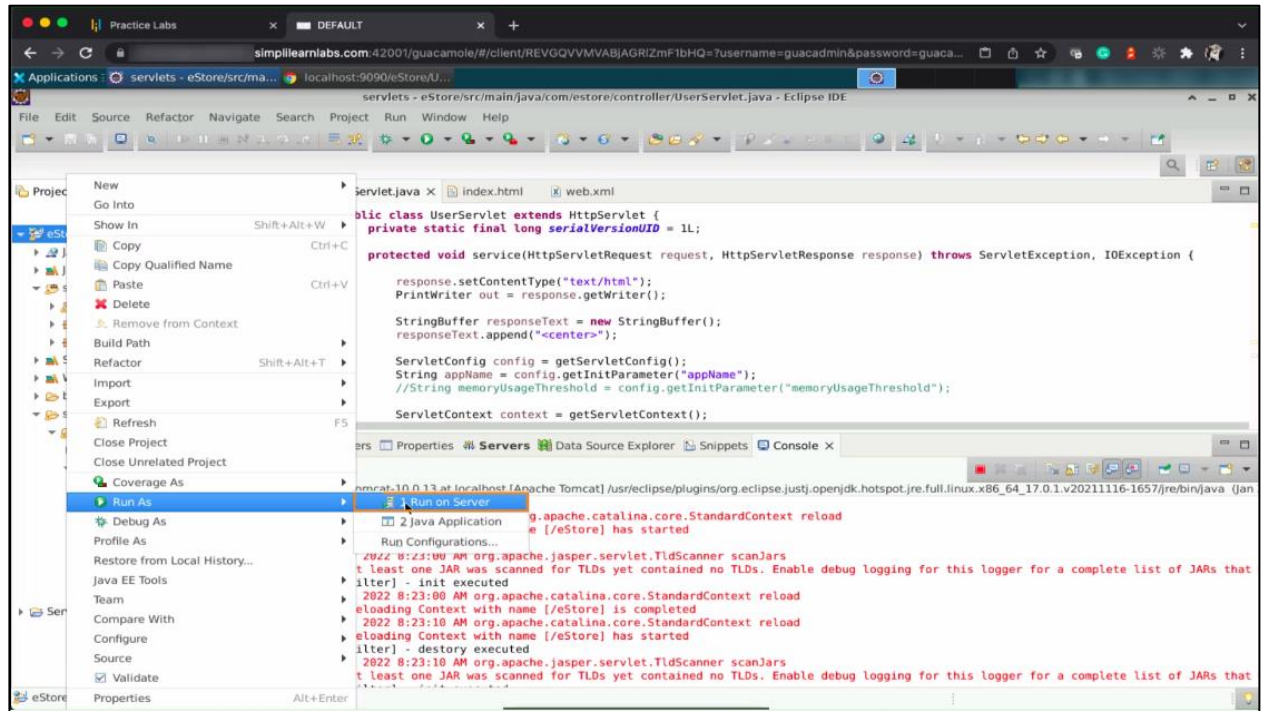 Practice Labs
DEFAULT
simplilearnlabs.com:42001/guacamole/#/client/REVGQVVMVABjAGRIZmF1bHQ=?username=guacadmin&password=guaca...
Applications
servlets - eStore/src/ma...
localhost:9090/eStore/U...
servlets - eStore/src/main/java/com/estore/controller/UserServlet.java - Eclipse IDE
File Edit Source Refactor Navigate Search Project Run Window Help
Projec
Servlet.java
index.html
web.xml
blic class UserServlet extends HttpServlet {
private static final long serialVersionUID = 1L;
protected void service(HttpServletRequest request, HttpServletResponse response) throws ServletException, IOException {
response.setContentType("text/html");
PrintWriter out = response.getWriter();
StringBuffer responseText = new StringBuffer();
responseText.append("<center>");
ServletConfig config = getServletConfig();
String appName = config.getInitParameter("appName");
//String memoryUsageThreshold = config.getInitParameter("memoryUsageThreshold");
ServletContext context = getServletContext();
New
Go Into
Show In Shift+Alt+W
Copy Ctrl+C
Copy Qualified Name
Paste Ctrl+V
Delete
Remove from Context
Build Path
Refactor Shift+Alt+T
Import
Export
Refresh F5
Close Project
Close Unrelated Project
Coverage As
Run As
Debug As
Profile As
Restore from Local History...
Java EE Tools
Team
Compare With
Configure
Source
Validate
Properties Alt+Enter
1 Run on Server
2 Java Application
Run Configurations...
eSt
Ser
eStore
ers Properties Servers Data Source Explorer Snippets Console
omcat-10.0.13 at localhost [Apache Tomcat] /usr/eclipse/plugins/org.eclipse.justj.openjdk.hotspot.jre.full.linux.x86_64_17.0.1.v20211116-1657/jre/bin/java (Jan
g.apache.catalina.core.StandardContext reload
e [/eStore] has started
2022 8:23:00 AM org.apache.jasper.servlet.TldScanner scanJars
t least one JAR was scanned for TLDs yet contained no TLDs. Enable debug logging for this logger for a complete list of JARs that
ilter] - init executed
2022 8:23:00 AM org.apache.catalina.core.StandardContext reload
eloading Context with name [/eStore] is completed
2022 8:23:10 AM org.apache.catalina.core.StandardContext reload
eloading Context with name [/eStore] has started
ilter] - destory executed
2022 8:23:10 AM org.apache.jasper.servlet.TldScanner scanJars
t least one JAR was scanned for TLDs yet contained no TLDs. Enable debug logging for this logger for a complete list of JARs that